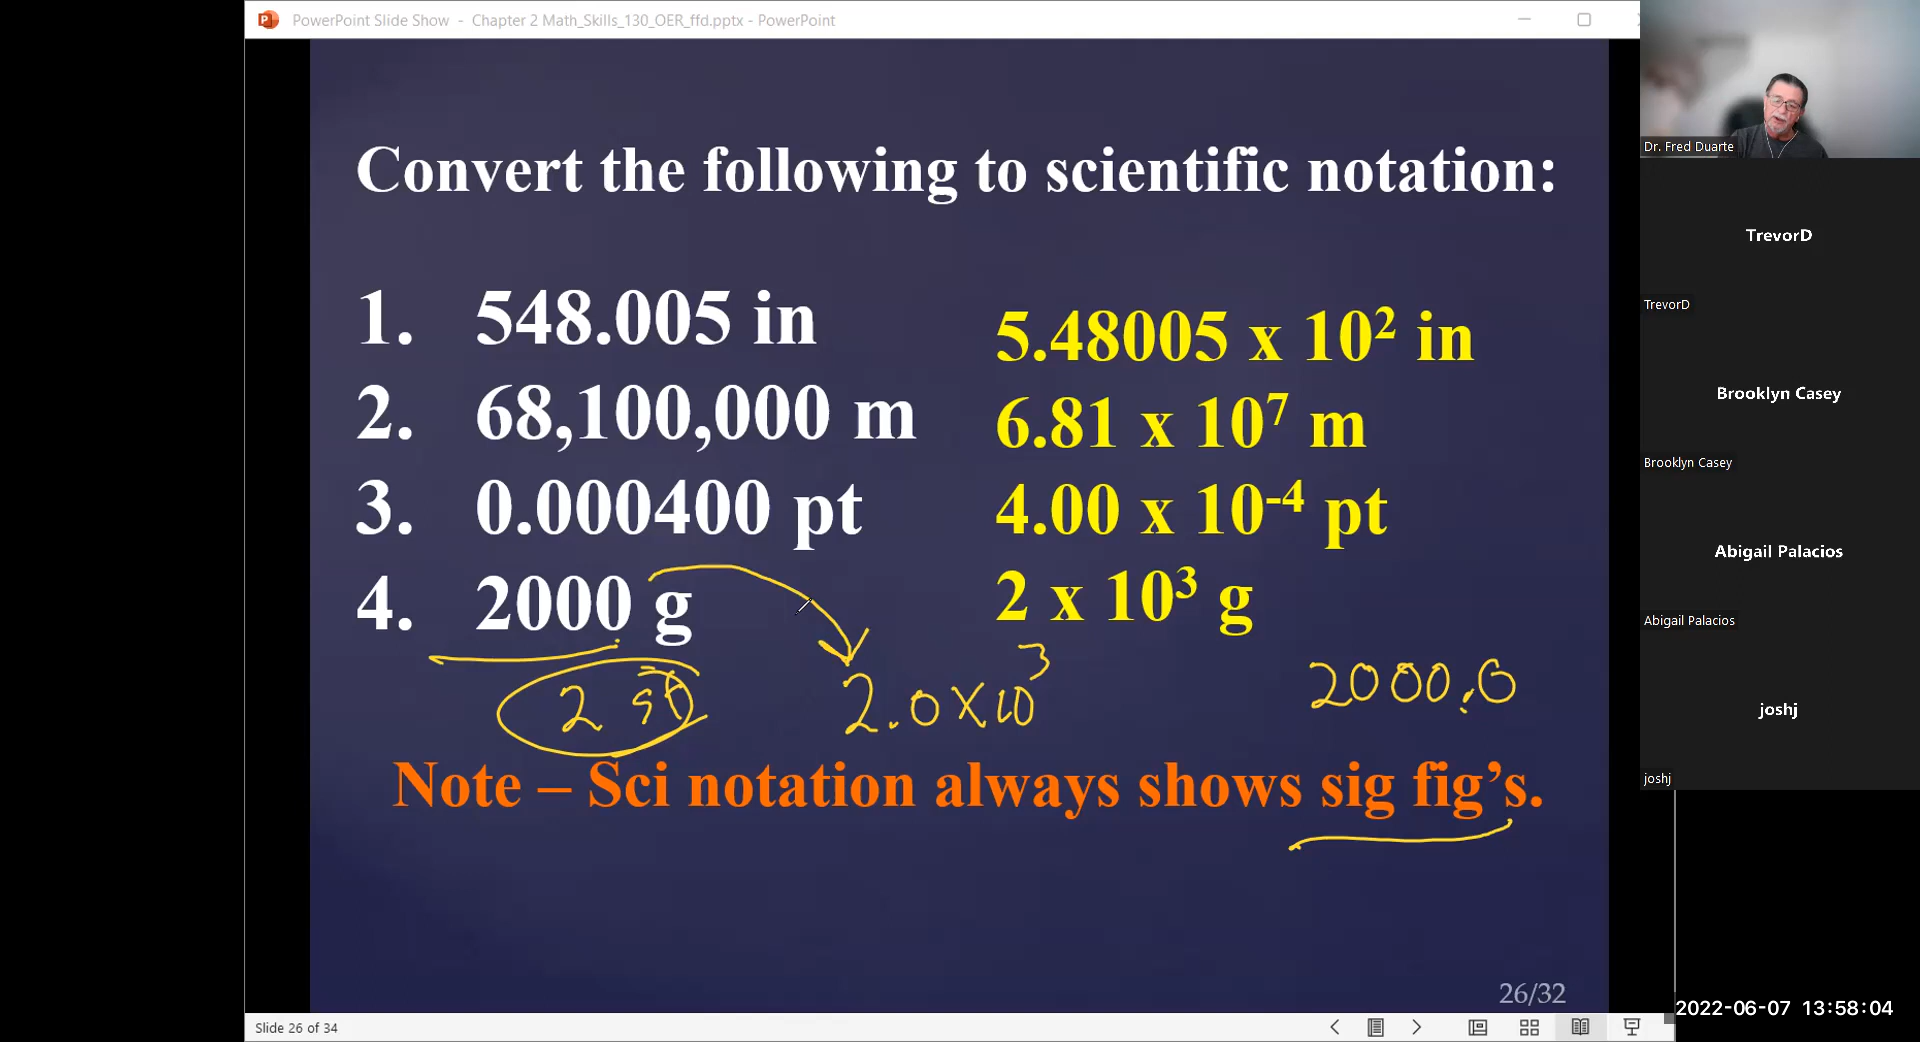 PowerPoint Slide Show - Chapter 2 Math_Skills_130_OER_ffd.pptx - PowerPoint
Convert the following to scientific notation:
1. 548.005 in 5.48005 x 10² in
2. 68,100,000 m 6.81 x 10⁷ m
3. 0.000400 pt 4.00 x 10⁻⁴ pt
4. 2000 g 2 x 10³ g
2 sf 2.0 X 10³ 2000.0
Note – Sci notation always shows sig fig’s.
26/32
Slide 26 of 34
Dr. Fred Duarte
TrevorD
TrevorD
Brooklyn Casey
Brooklyn Casey
Abigail Palacios
Abigail Palacios
joshj
joshj
2022-06-07 13:58:04